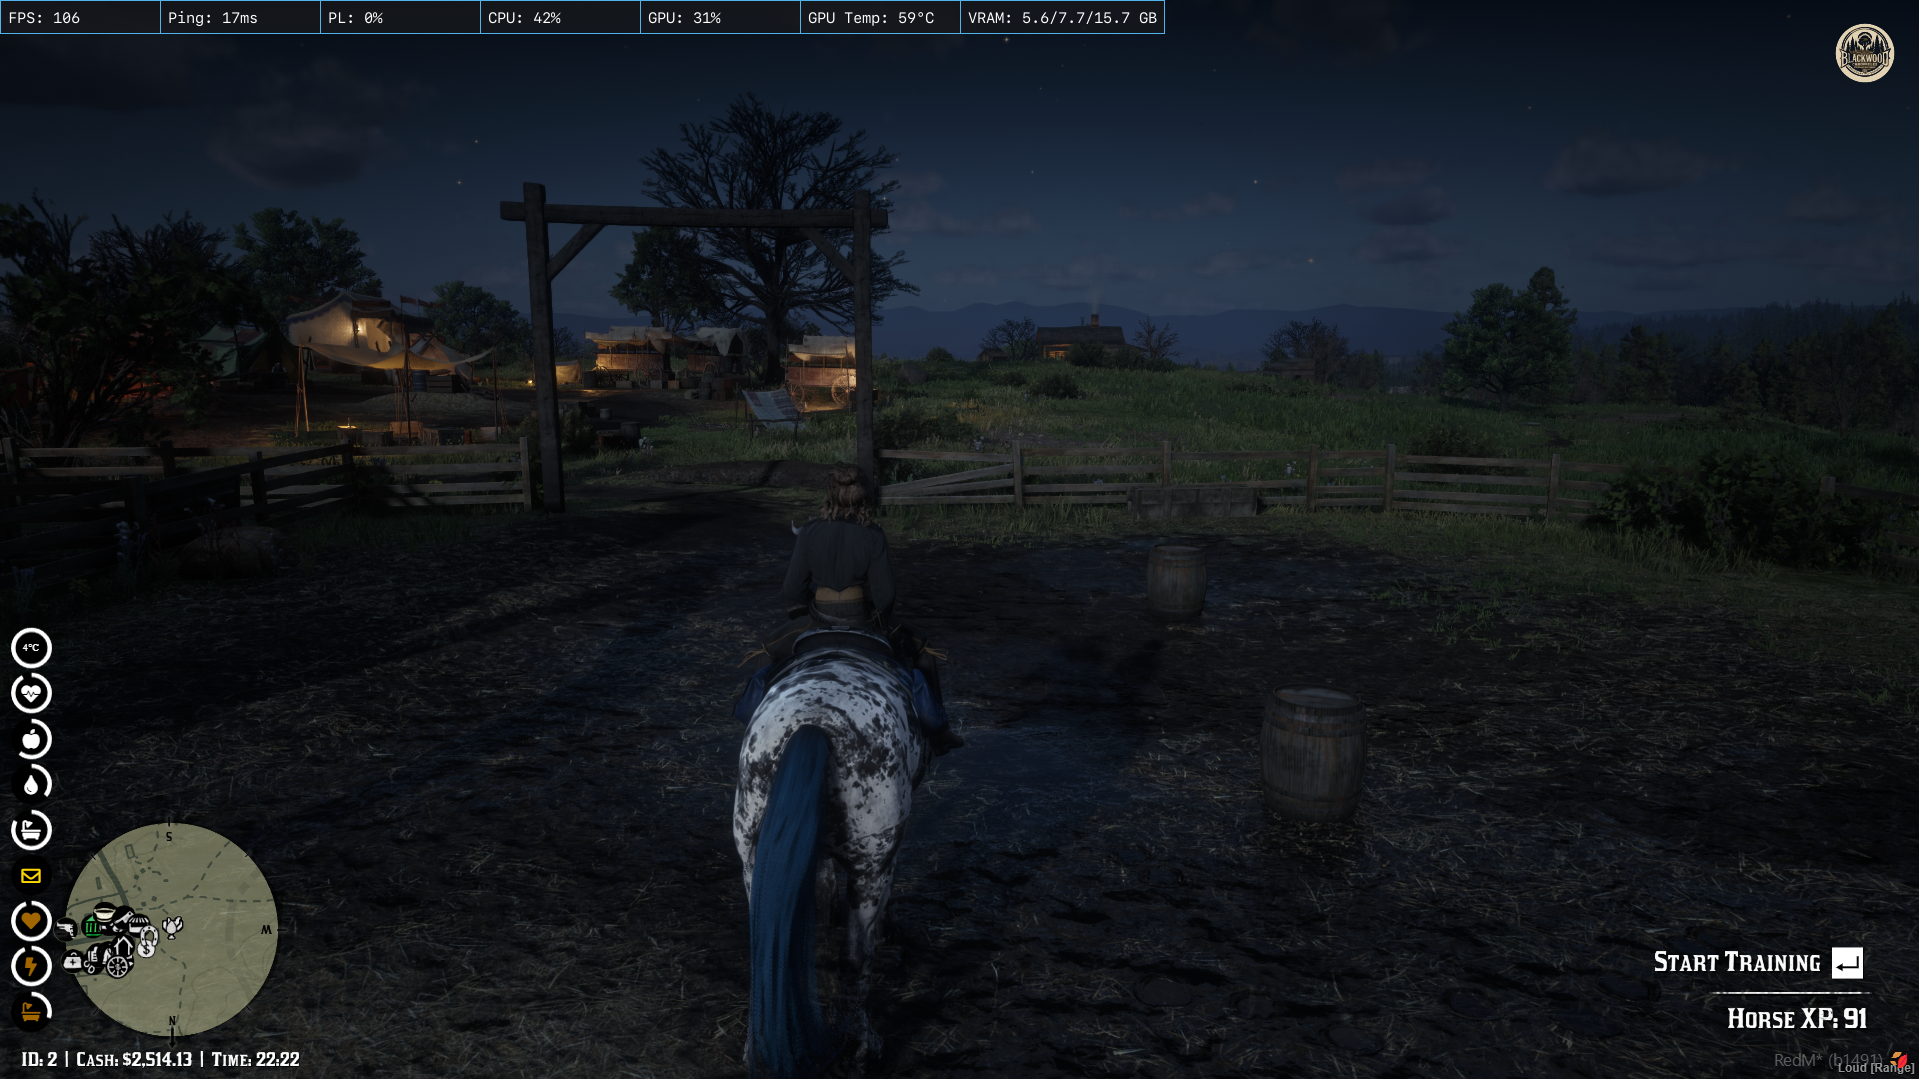 FPS: 106
Ping: 17ms
PL: 0%
CPU: 42%
GPU: 31%
GPU Temp: 59°C
VRAM: 5.6/7.7/15.7 GB
BLACKWOOD
4°C
S
W
N
START TRAINING
HORSE XP: 91
ID: 2 | CASH: $2,514.13 | TIME: 22:22
RedM* (b1491)
Loud [Range]